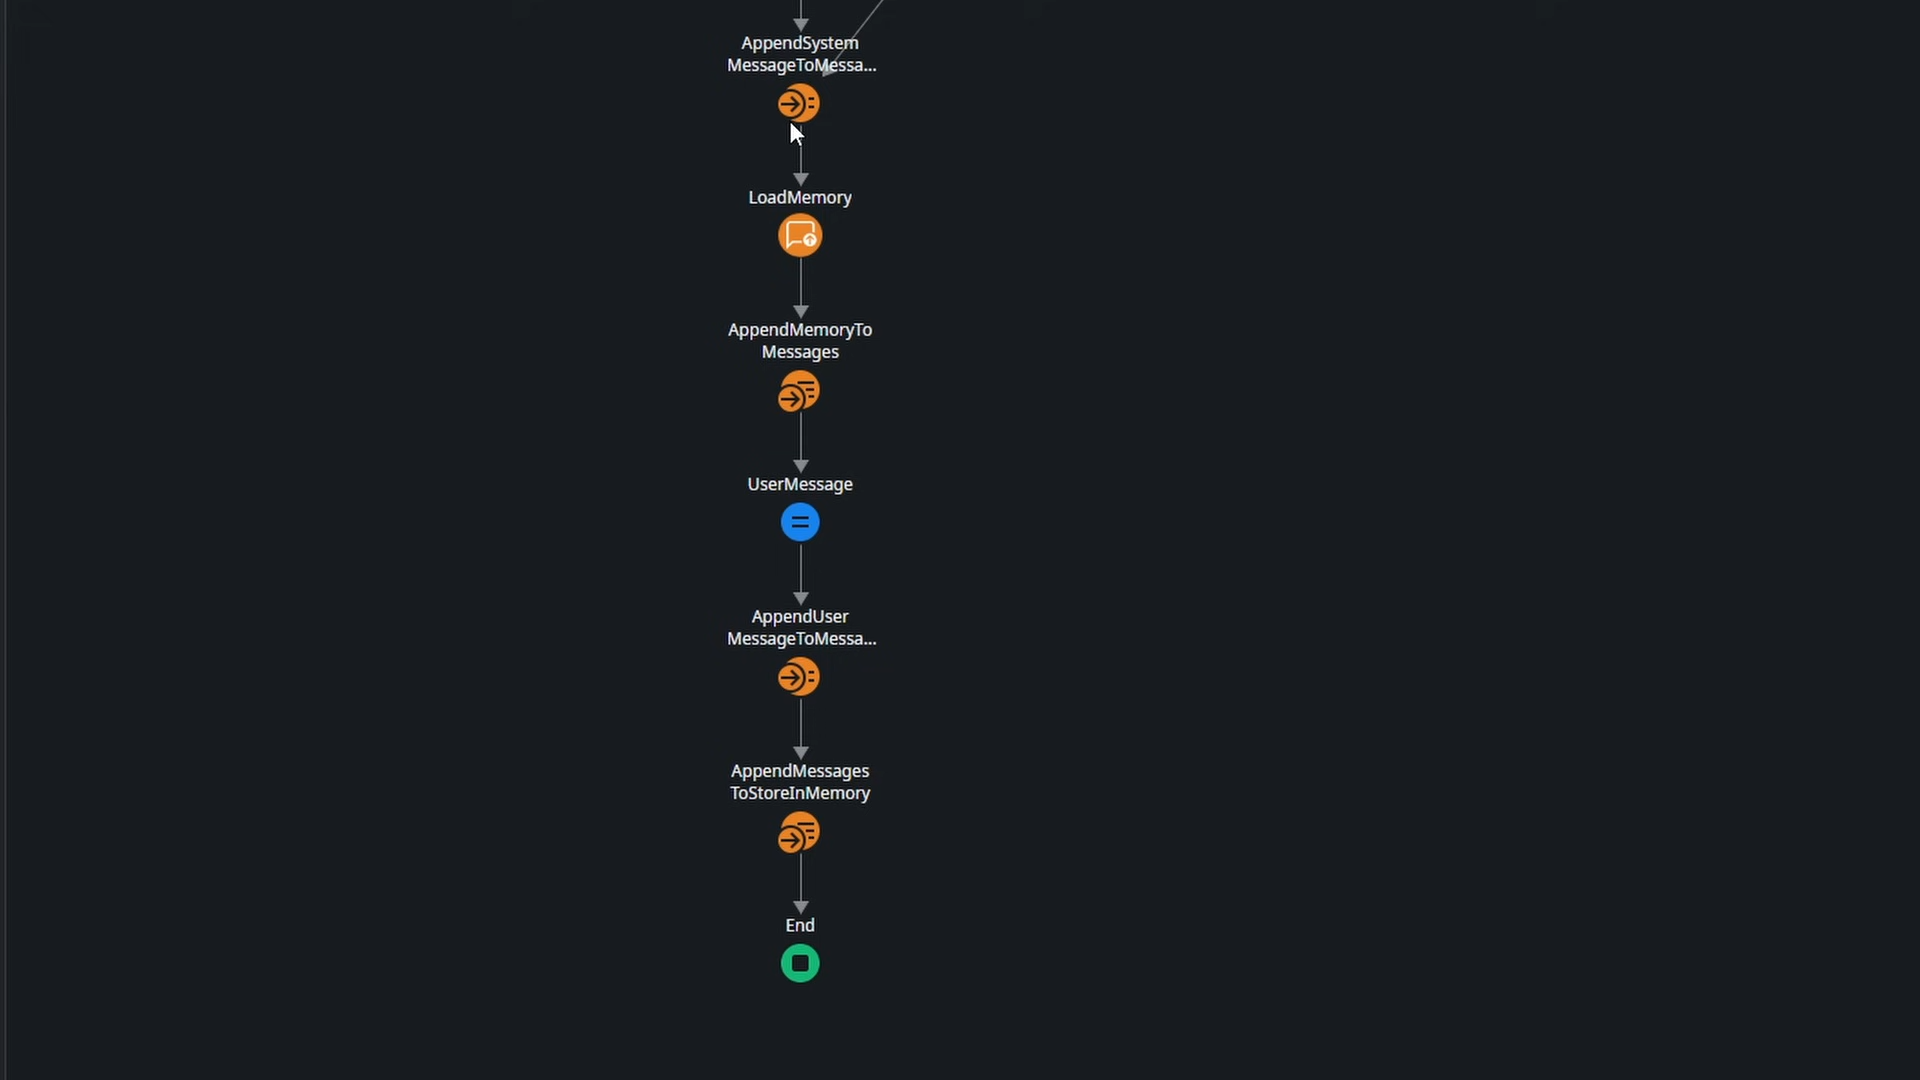 AppendSystem
MessageToMessa...
LoadMemory
AppendMemoryTo
Messages
UserMessage
AppendUser
MessageToMessa...
AppendMessages
ToStoreInMemory
End